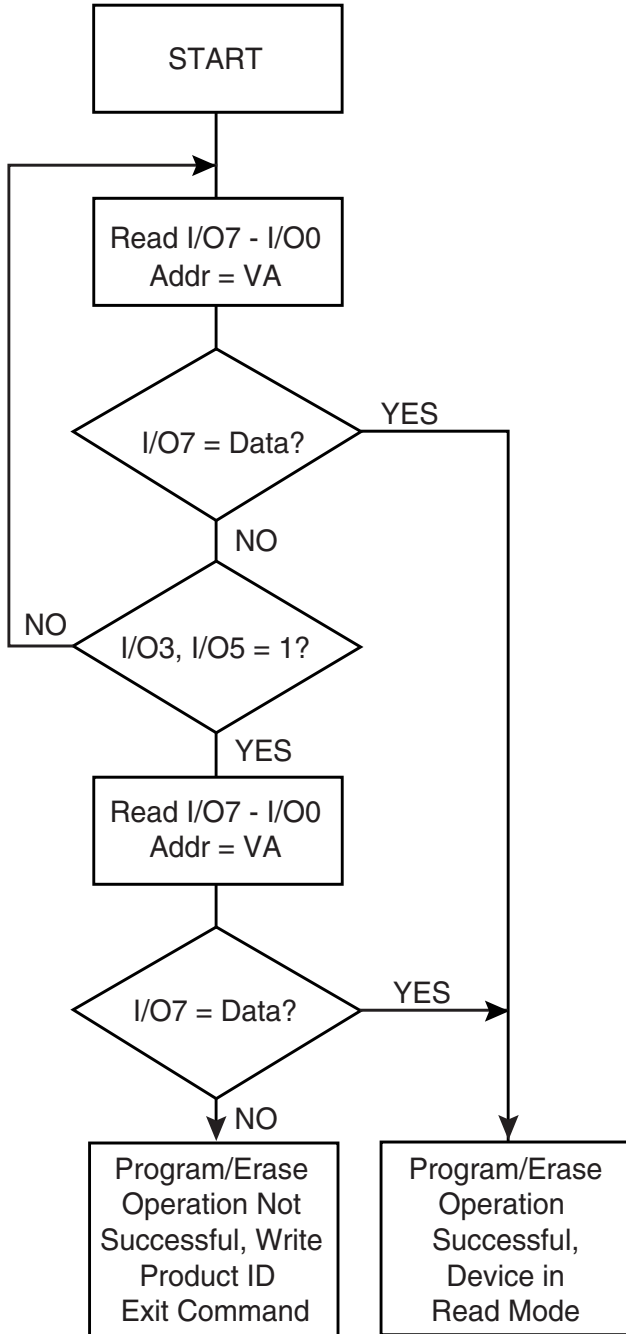 START
Read I/O7 - I/O0
Addr = VA
I/O7 = Data?
YES
NO
NO
I/O3, I/O5 = 1?
YES
Read I/O7 - I/O0
Addr = VA
I/O7 = Data?
YES
NO
Program/Erase
Operation Not
Successful, Write
Product ID
Exit Command
Program/Erase
Operation
Successful,
Device in
Read Mode